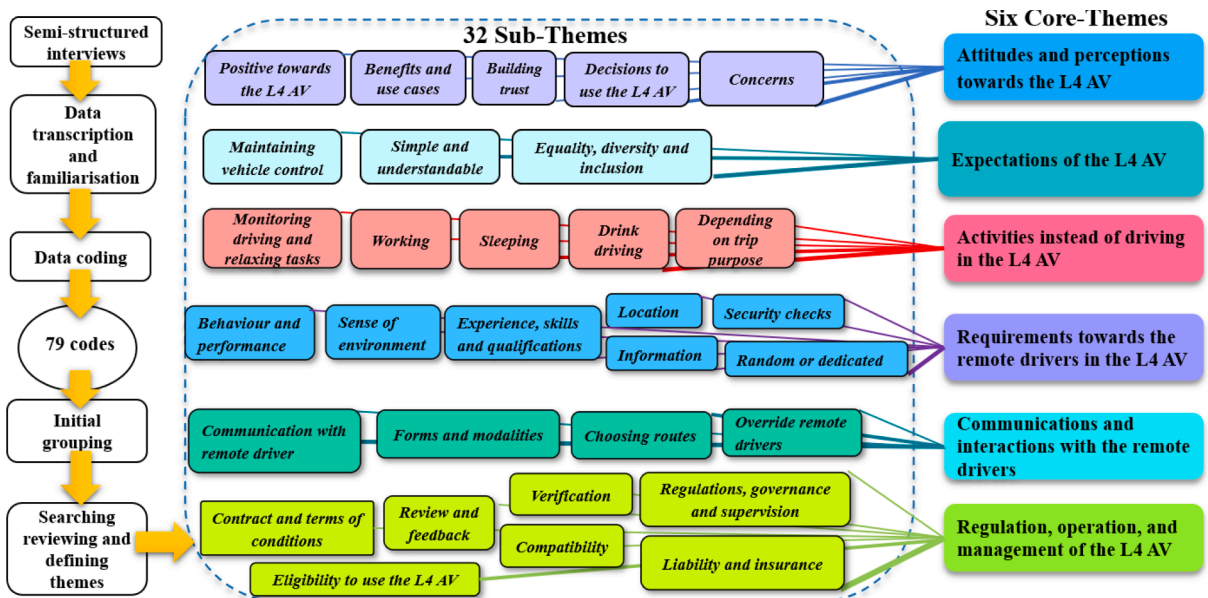 Semi-structured
interviews
Data
transcription
and
familiarisation
Data coding
79 codes
Initial
grouping
Searching
reviewing and
defining
themes
32 Sub-Themes
Positive towards
the L4 AV
Benefits and
use cases
Building
trust
Decisions to
use the L4 AV
Concerns
Maintaining
vehicle control
Simple and
understandable
Equality, diversity and
inclusion
Monitoring
driving and
relaxing tasks
Working
Sleeping
Drink
driving
Depending
on trip
purpose
Behaviour and
performance
Sense of
environment
Experience, skills
and qualifications
Location
Security checks
Information
Random or dedicated
Communication with
remote driver
Forms and modalities
Choosing routes
Override remote
drivers
Contract and terms of
conditions
Review and
feedback
Verification
Regulations, governance
and supervision
Compatibility
Liability and insurance
Eligibility to use the L4 AV
Six Core-Themes
Attitudes and perceptions
towards the L4 AV
Expectations of the L4 AV
Activities instead of driving
in the L4 AV
Requirements towards the
remote drivers in the L4 AV
Communications and
interactions with the remote
drivers
Regulation, operation, and
management of the L4 AV